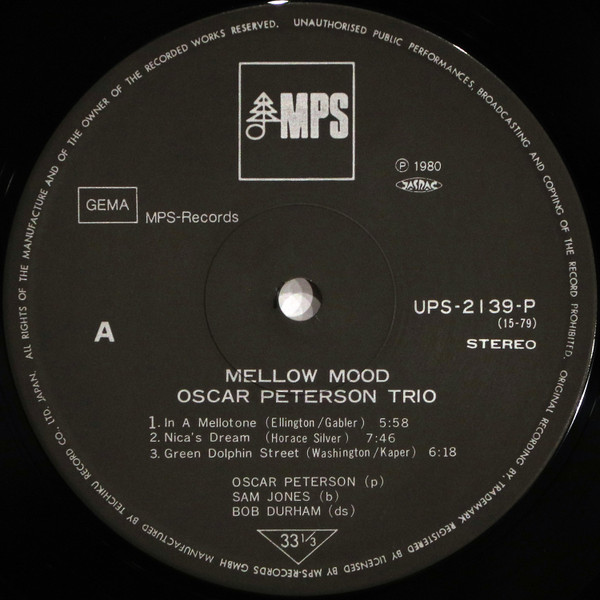 MPS
℗ 1980
JASRAC
GEMA
MPS-Records
UPS-2139-P
(15-79)
A
STEREO
MELLOW MOOD
OSCAR PETERSON TRIO
1. In A Mellotone (Ellington/Gabler) 5:58
2. Nica's Dream (Horace Silver) 7:46
3. Green Dolphin Street (Washington/Kaper) 6:18
OSCAR PETERSON (p)
SAM JONES (b)
BOB DURHAM (ds)
33 1/3
ALL RIGHTS OF THE MANUFACTURE AND OF THE OWNER OF THE RECORDED WORKS RESERVED. UNAUTHORISED PUBLIC PERFORMANCES, BROADCASTING AND COPYING OF THE RECORD PROHIBITED. ORIGINAL RECORDING BY, TRADEMARK REGISTERED BY, LICENSED BY MPS-RECORDS GMBH MANUFACTURED BY TEICHIKU RECORD CO., LTD. JAPAN.